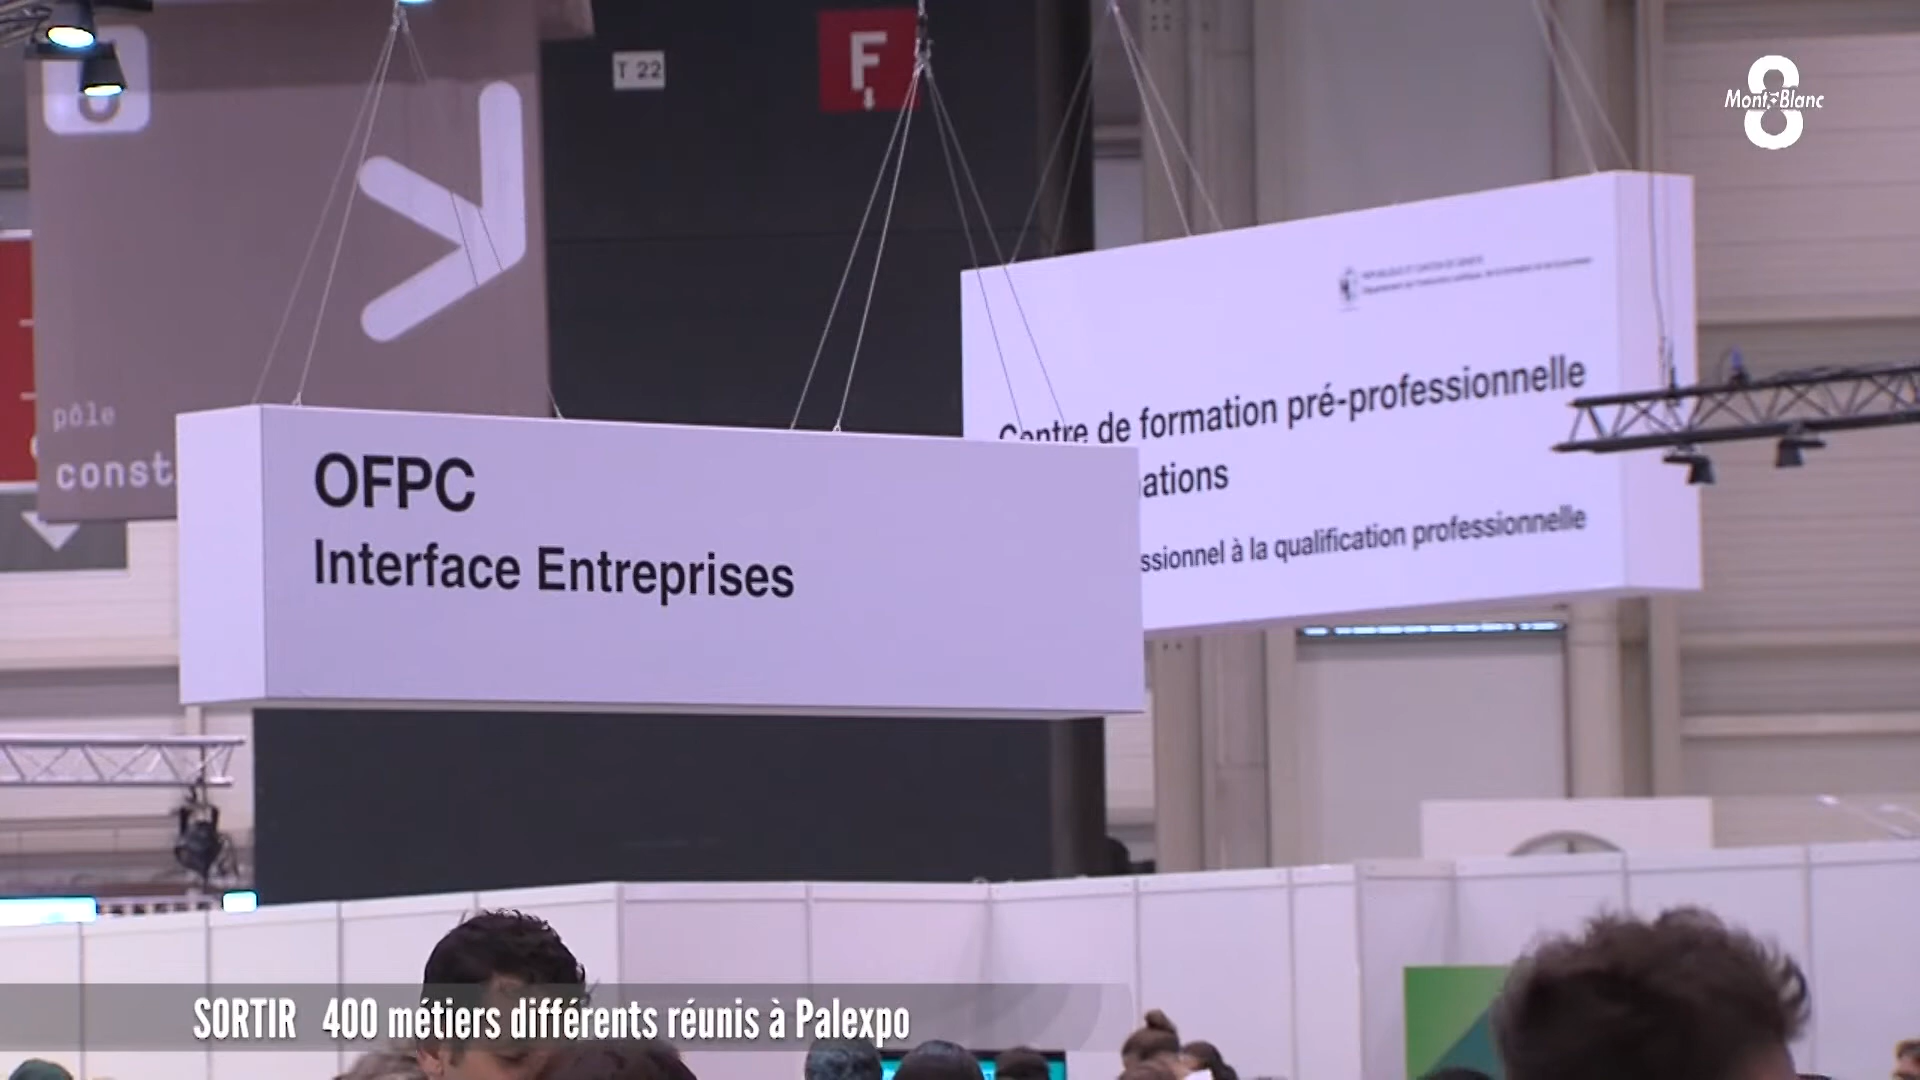 T 22
F
8
Mont Blanc
pôle
const
OFPC
Interface Entreprises
Centre de formation pré-professionnelle
ations
ssionnel à la qualification professionnelle
SORTIR 400 métiers différents réunis à Palexpo